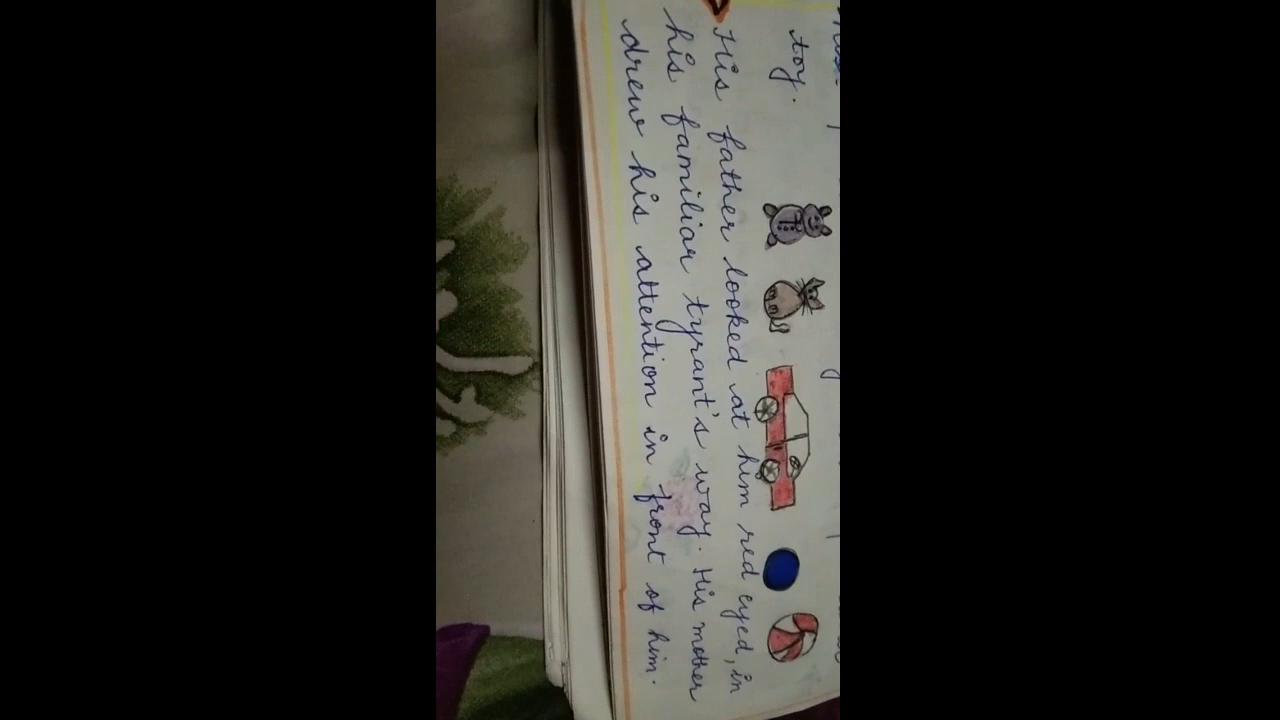 toy.
His father looked at him red eyed, in
his familiar tyrant's way. His mother
drew his attention in front of him.